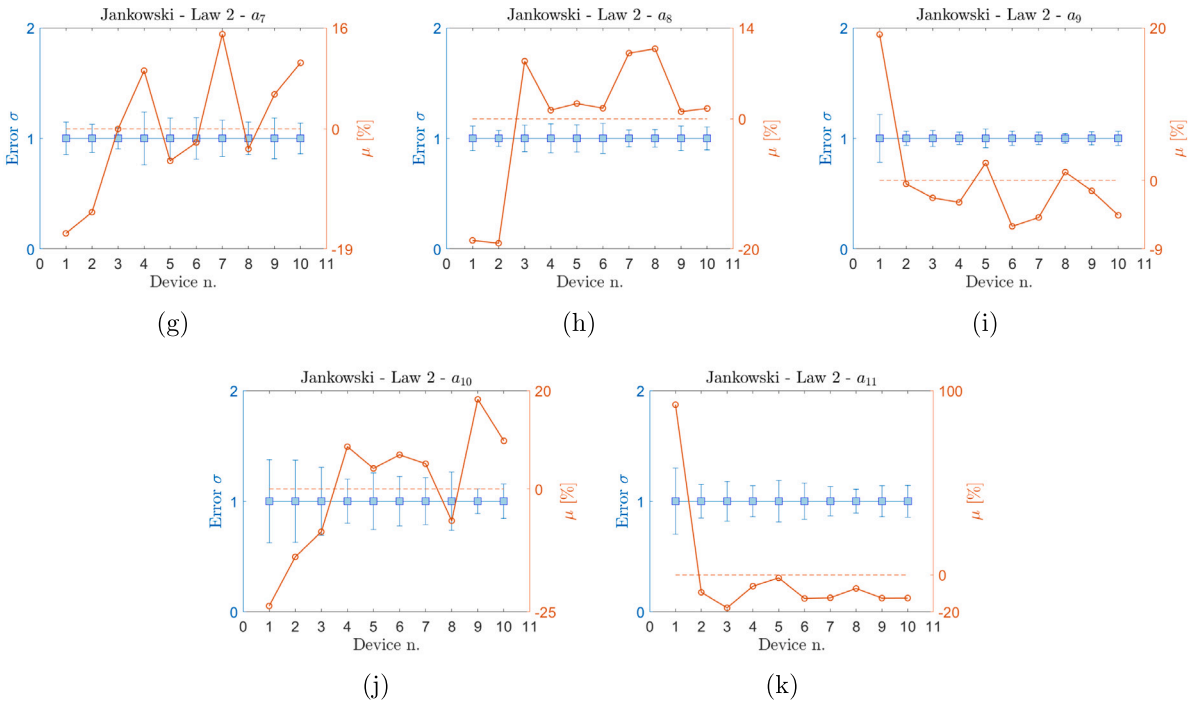 Jankowski - Law 2 - a7
2 16
Error σ 1 0 μ [%]
0 -19
0 1 2 3 4 5 6 7 8 9 10 11
Device n.
(g)
Jankowski - Law 2 - a8
2 14
Error σ 1 0 μ [%]
0 -20
0 1 2 3 4 5 6 7 8 9 10 11
Device n.
(h)
Jankowski - Law 2 - a9
2 20
Error σ 1 0 μ [%]
0 -9
0 1 2 3 4 5 6 7 8 9 10 11
Device n.
(i)
Jankowski - Law 2 - a10
2 20
Error σ 1 0 μ [%]
0 -25
0 1 2 3 4 5 6 7 8 9 10 11
Device n.
(j)
Jankowski - Law 2 - a11
2 100
Error σ 1 0 μ [%]
0 -20
0 1 2 3 4 5 6 7 8 9 10 11
Device n.
(k)